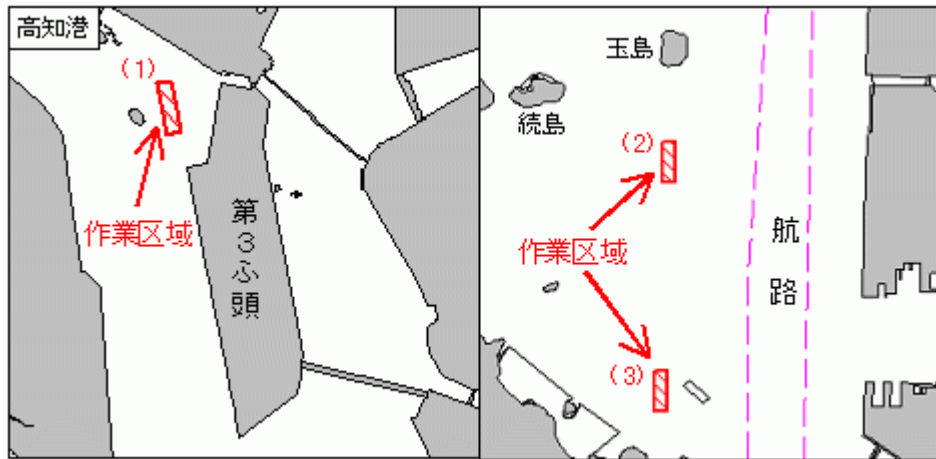 高知港
(1)
作業区域
第3ふ頭
玉島
続島
(2)
作業区域
(3)
航路